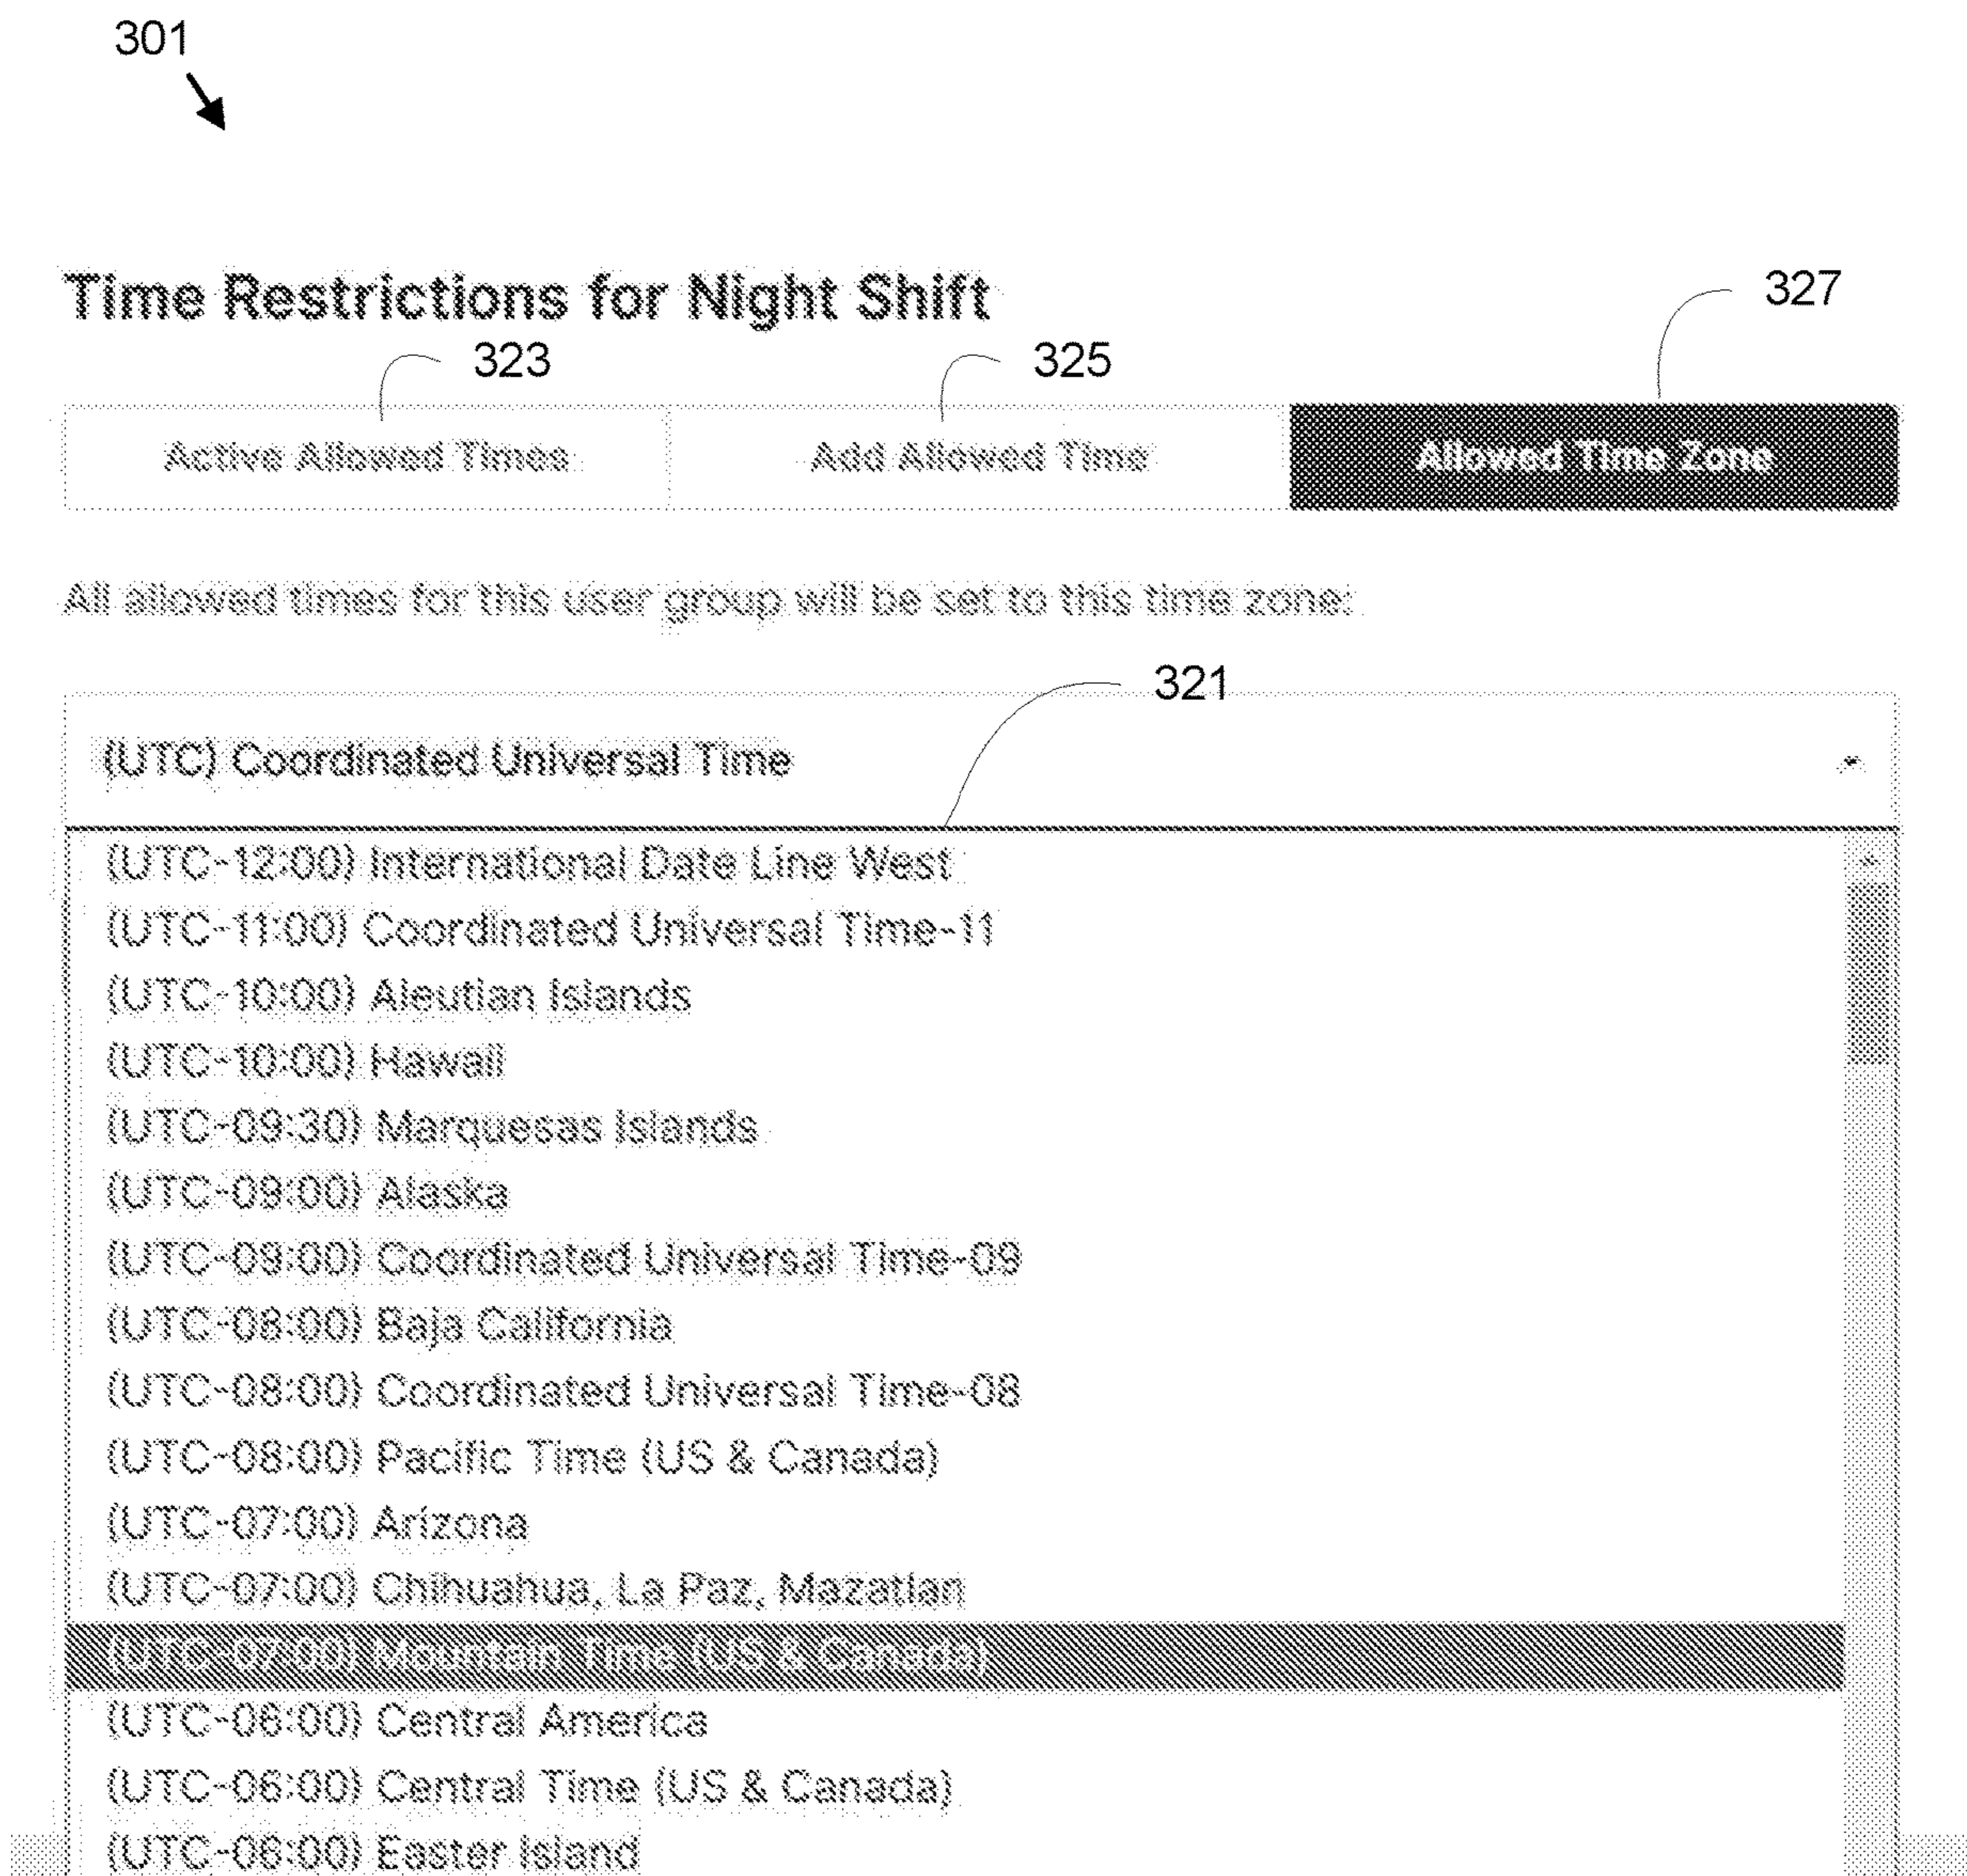 301
Time Restrictions for Night Shift
327
323
325
Active Allowed Times
Add Allowed Time
Allowed Time Zone
All allowed times for this user group will be set to this time zone:
321
(UTC) Coordinated Universal Time
(UTC-12:00) International Date Line West
(UTC-11:00) Coordinated Universal Time-11
(UTC-10:00) Aleutian Islands
(UTC-10:00) Hawaii
(UTC-09:30) Marquesas Islands
(UTC-09:00) Alaska
(UTC-09:00) Coordinated Universal Time-09
(UTC-08:00) Baja California
(UTC-08:00) Coordinated Universal Time-08
(UTC-08:00) Pacific Time (US & Canada)
(UTC-07:00) Arizona
(UTC-07:00) Chihuahua, La Paz, Mazatlan
(UTC-07:00) Mountain Time (US & Canada)
(UTC-06:00) Central America
(UTC-06:00) Central Time (US & Canada)
(UTC-06:00) Easter Island